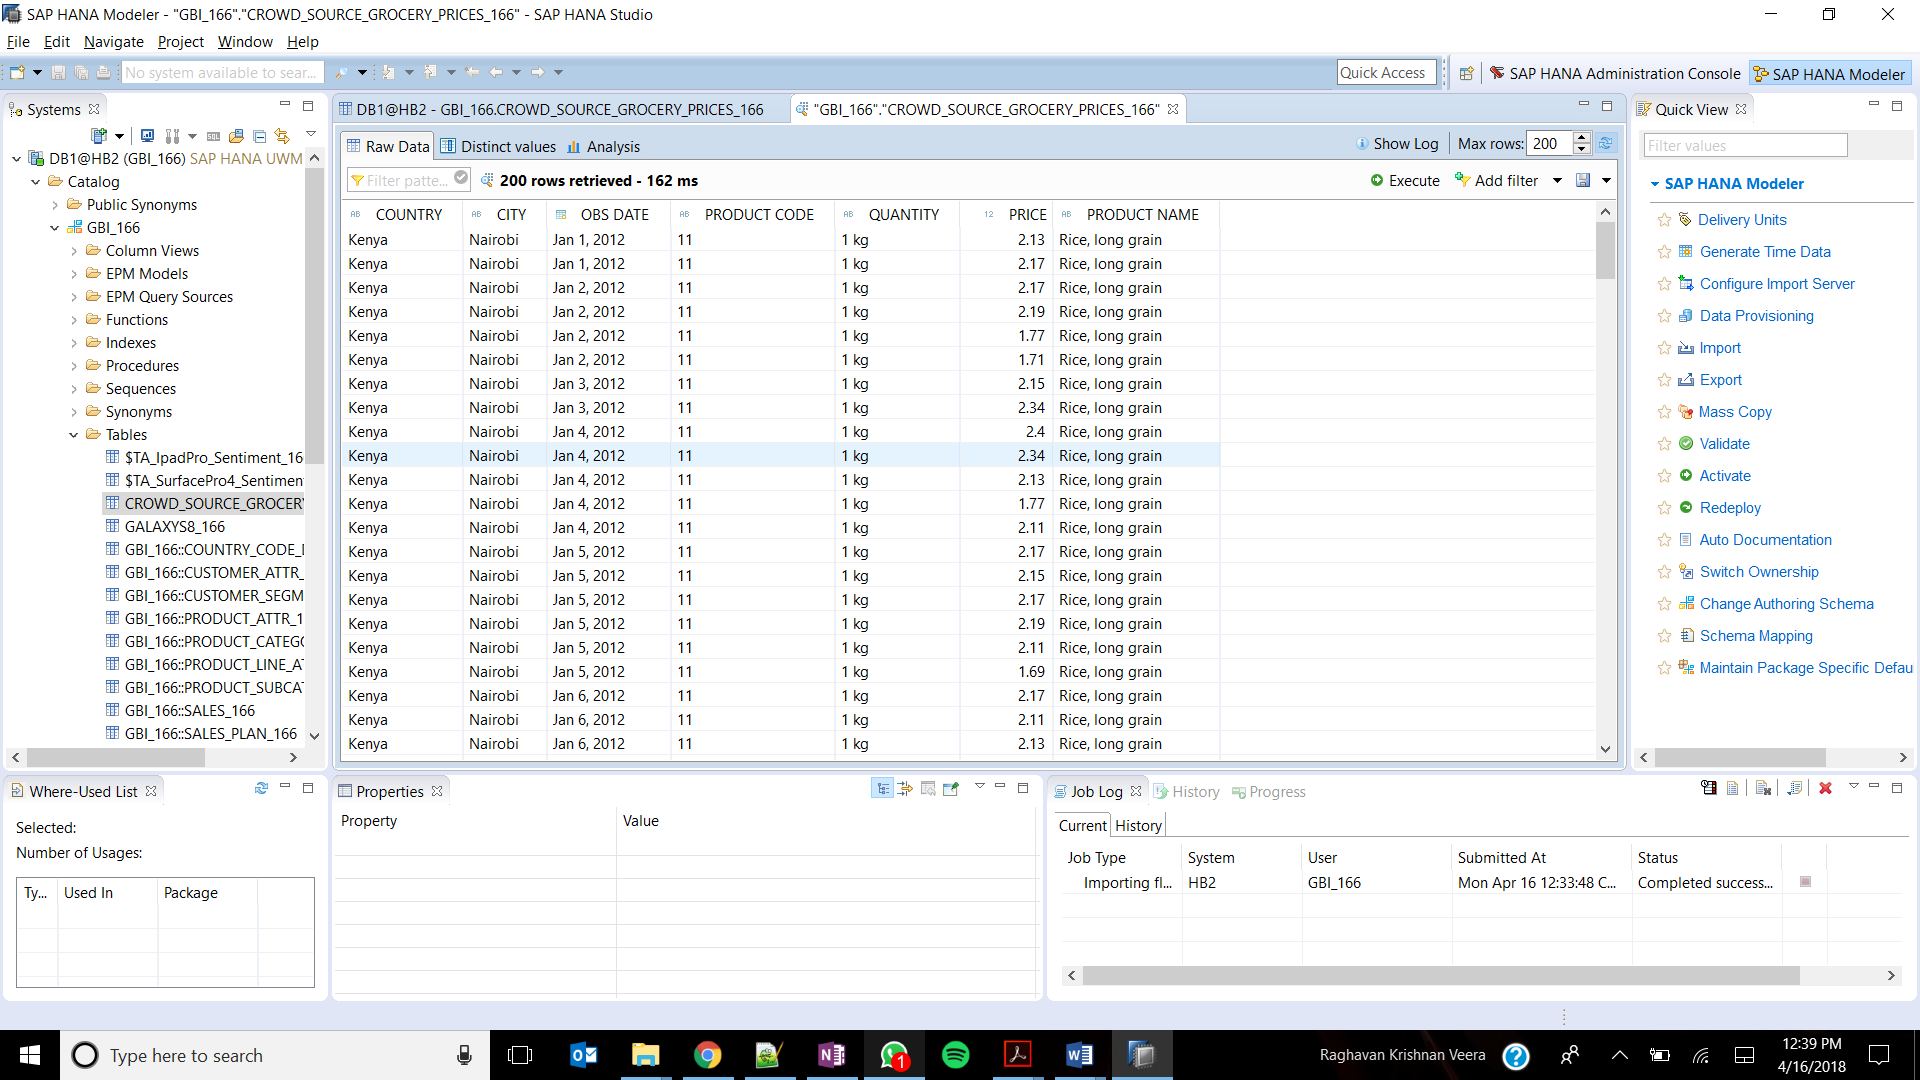 SAP HANA Modeler - "GBI_166"."CROWD_SOURCE_GROCERY_PRICES_166" - SAP HANA Studio
File Edit Navigate Project Window Help
No system available to sear...
Quick Access
SAP HANA Administration Console
SAP HANA Modeler
Systems
DB1@HB2 (GBI_166) SAP HANA UWM
Catalog
Public Synonyms
GBI_166
Column Views
EPM Models
EPM Query Sources
Functions
Indexes
Procedures
Sequences
Synonyms
Tables
$TA_IpadPro_Sentiment_16
$TA_SurfacePro4_Sentimen
CROWD_SOURCE_GROCERY
GALAXYS8_166
GBI_166::COUNTRY_CODE_
GBI_166::CUSTOMER_ATTR_
GBI_166::CUSTOMER_SEGM
GBI_166::PRODUCT_ATTR_1
GBI_166::PRODUCT_CATEGO
GBI_166::PRODUCT_LINE_A
GBI_166::PRODUCT_SUBCA
GBI_166::SALES_166
GBI_166::SALES_PLAN_166
DB1@HB2 - GBI_166.CROWD_SOURCE_GROCERY_PRICES_166
"GBI_166"."CROWD_SOURCE_GROCERY_PRICES_166"
Raw Data Distinct values Analysis
Show Log Max rows: 200
Filter patte... 200 rows retrieved - 162 ms
Execute Add filter
COUNTRY CITY OBS DATE PRODUCT CODE QUANTITY PRICE PRODUCT NAME
Kenya Nairobi Jan 1, 2012 11 1 kg 2.13 Rice, long grain
Kenya Nairobi Jan 1, 2012 11 1 kg 2.17 Rice, long grain
Kenya Nairobi Jan 2, 2012 11 1 kg 2.17 Rice, long grain
Kenya Nairobi Jan 2, 2012 11 1 kg 2.19 Rice, long grain
Kenya Nairobi Jan 2, 2012 11 1 kg 1.77 Rice, long grain
Kenya Nairobi Jan 2, 2012 11 1 kg 1.71 Rice, long grain
Kenya Nairobi Jan 3, 2012 11 1 kg 2.15 Rice, long grain
Kenya Nairobi Jan 3, 2012 11 1 kg 2.34 Rice, long grain
Kenya Nairobi Jan 4, 2012 11 1 kg 2.4 Rice, long grain
Kenya Nairobi Jan 4, 2012 11 1 kg 2.34 Rice, long grain
Kenya Nairobi Jan 4, 2012 11 1 kg 2.13 Rice, long grain
Kenya Nairobi Jan 4, 2012 11 1 kg 1.77 Rice, long grain
Kenya Nairobi Jan 4, 2012 11 1 kg 2.11 Rice, long grain
Kenya Nairobi Jan 5, 2012 11 1 kg 2.17 Rice, long grain
Kenya Nairobi Jan 5, 2012 11 1 kg 2.15 Rice, long grain
Kenya Nairobi Jan 5, 2012 11 1 kg 2.17 Rice, long grain
Kenya Nairobi Jan 5, 2012 11 1 kg 2.19 Rice, long grain
Kenya Nairobi Jan 5, 2012 11 1 kg 2.11 Rice, long grain
Kenya Nairobi Jan 5, 2012 11 1 kg 1.69 Rice, long grain
Kenya Nairobi Jan 6, 2012 11 1 kg 2.17 Rice, long grain
Kenya Nairobi Jan 6, 2012 11 1 kg 2.11 Rice, long grain
Kenya Nairobi Jan 6, 2012 11 1 kg 2.13 Rice, long grain
Quick View
Filter values
SAP HANA Modeler
Delivery Units
Generate Time Data
Configure Import Server
Data Provisioning
Import
Export
Mass Copy
Validate
Activate
Redeploy
Auto Documentation
Switch Ownership
Change Authoring Schema
Schema Mapping
Maintain Package Specific Defau
Where-Used List
Selected:
Number of Usages:
Ty... Used In Package
Properties
Property Value
Job Log History Progress
Current History
Job Type System User Submitted At Status
Importing fl... HB2 GBI_166 Mon Apr 16 12:33:48 C... Completed success...
Type here to search
1
Raghavan Krishnan Veera
12:39 PM
4/16/2018